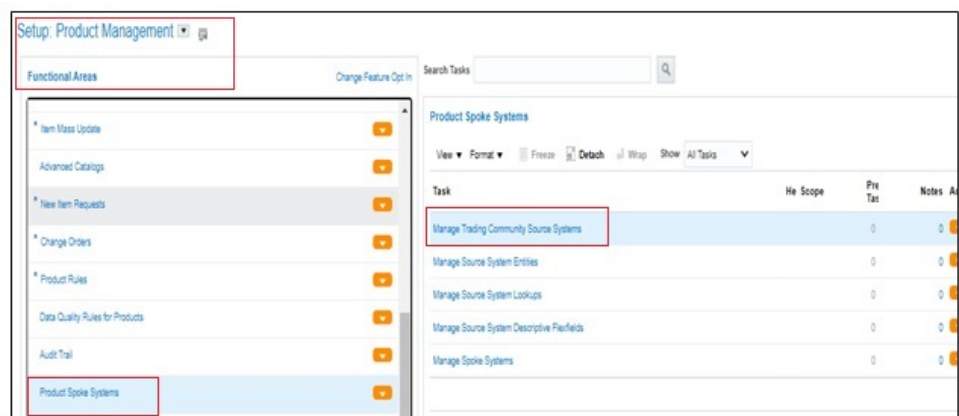 Setup: Product Management
Functional Areas
Change Feature Opt In
* Item Mass Update
Advanced Catalogs
* New Item Requests
* Change Orders
* Product Rules
Data Quality Rules for Products
Audit Trail
Product Spoke Systems
Search Tasks
Product Spoke Systems
View Format Freeze Detach Wrap Show All Tasks
Task He Scope Pre Tas Notes Ac
Manage Trading Community Source Systems 0 0
Manage Source System Entities 0 0
Manage Source System Lookups 0 0
Manage Source System Descriptive Flexfields 0 0
Manage Spoke Systems 0 0